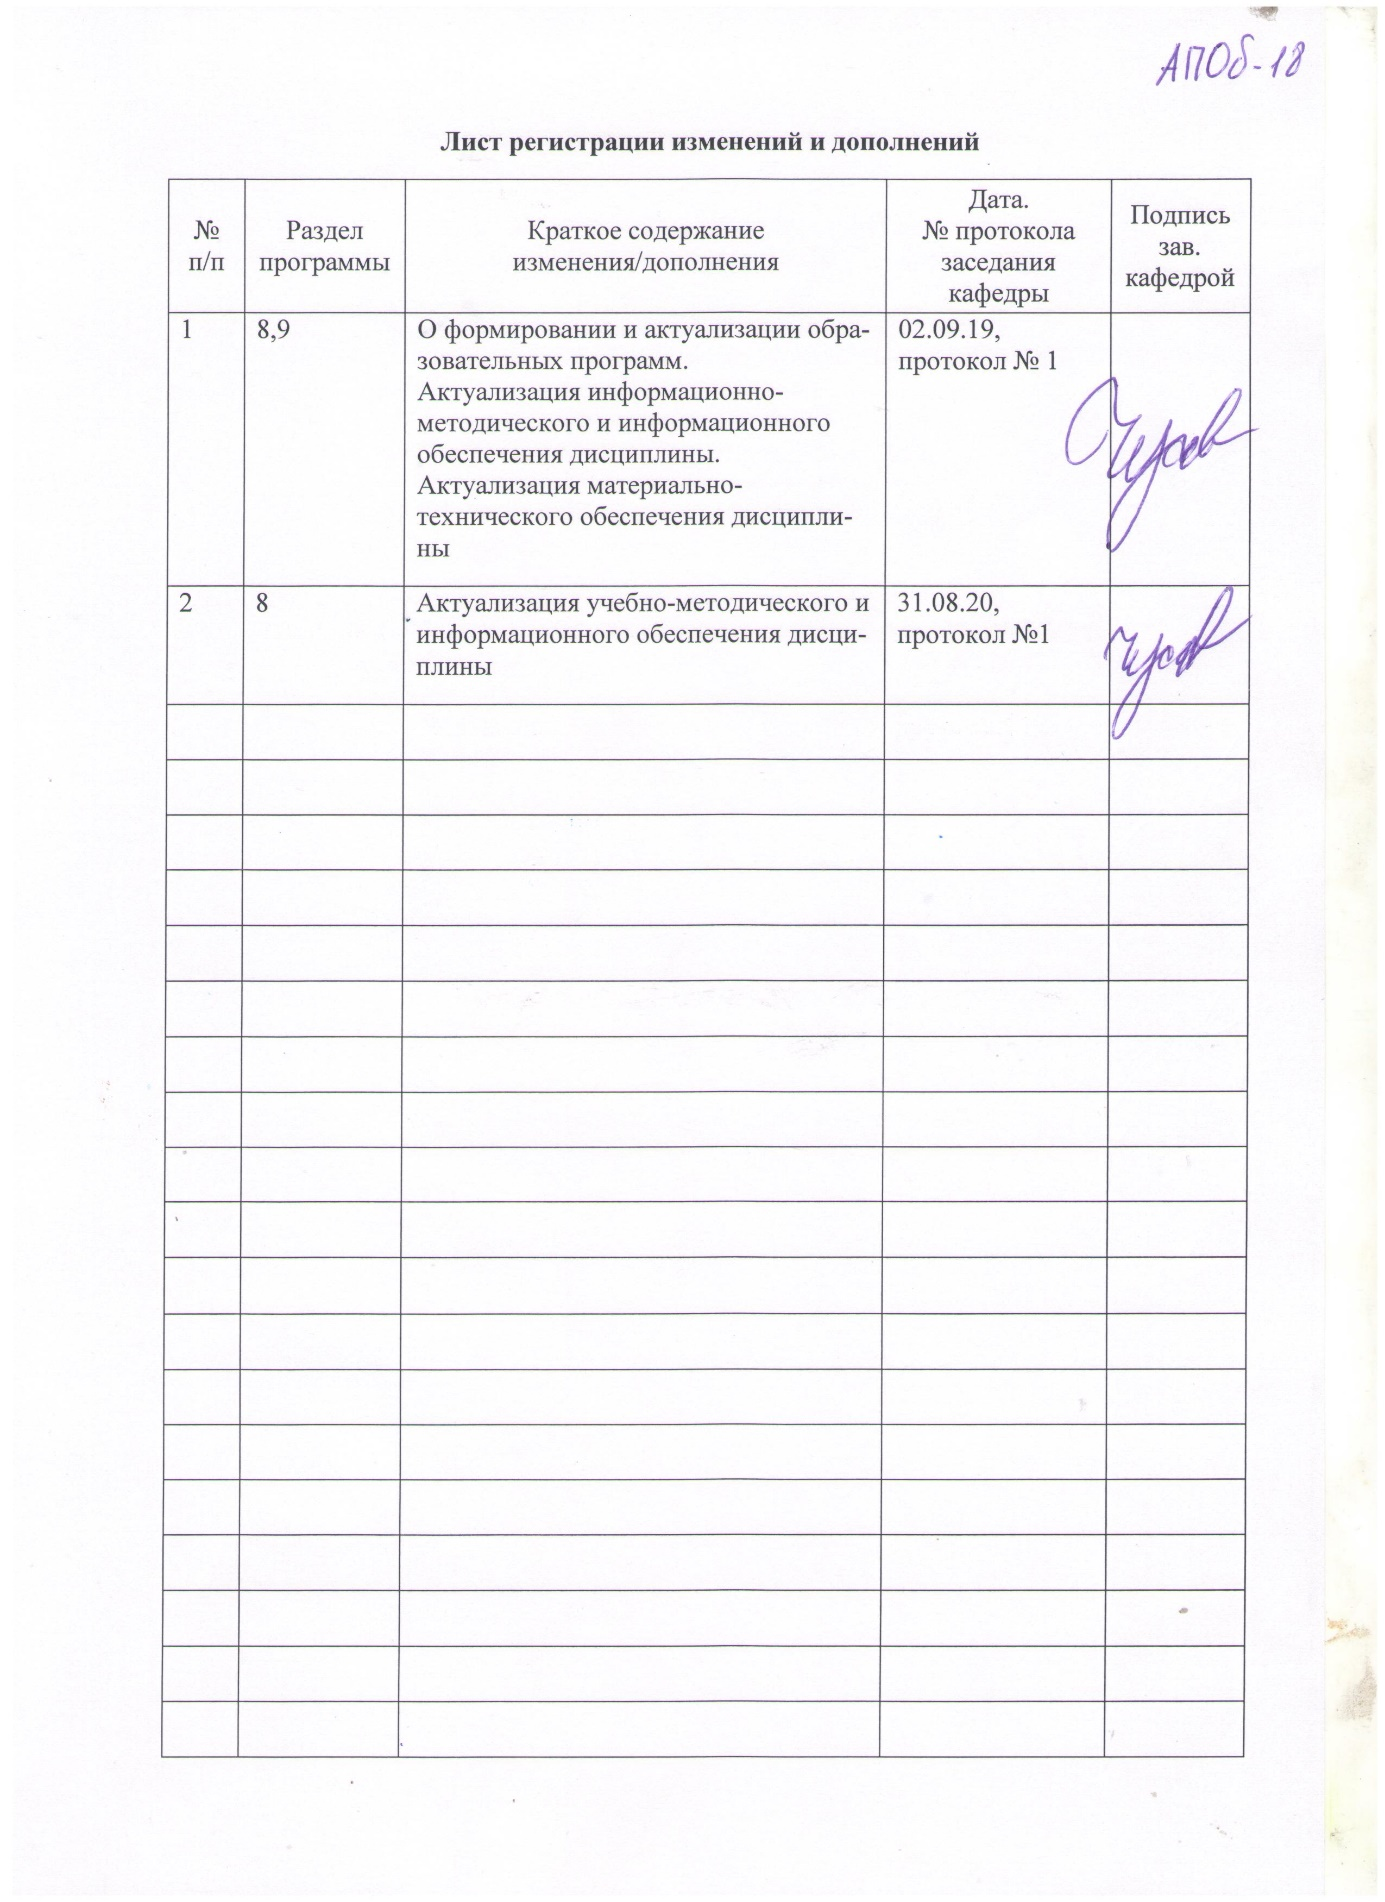 АПОб-18
Лист регистрации изменений и дополнений
№
п/п
Раздел
программы
Краткое содержание
изменения/дополнения
Дата.
№ протокола
заседания
кафедры
Подпись
зав.
кафедрой
1
8,9
О формировании и актуализации обра-
зовательных программ.
Актуализация информационно-
методического и информационного
обеспечения дисциплины.
Актуализация материально-
технического обеспечения дисципли-
ны
02.09.19,
протокол № 1
2
8
Актуализация учебно-методического и
информационного обеспечения дисци-
плины
31.08.20,
протокол №1